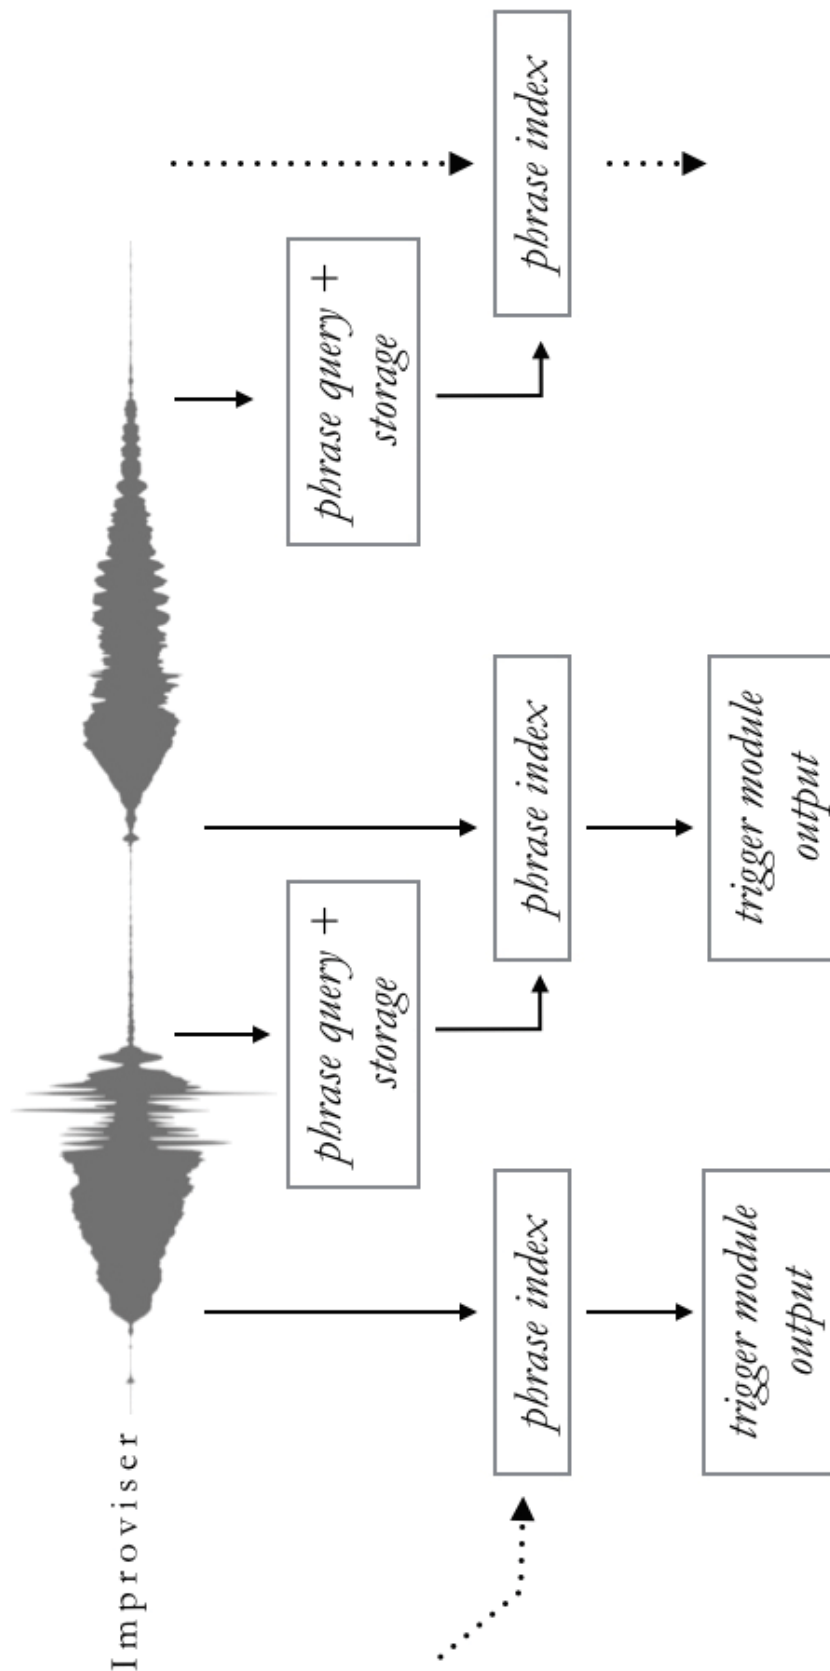 Improviser
phrase query +
storage
phrase query +
storage
phrase index
phrase index
phrase index
trigger module
output
trigger module
output